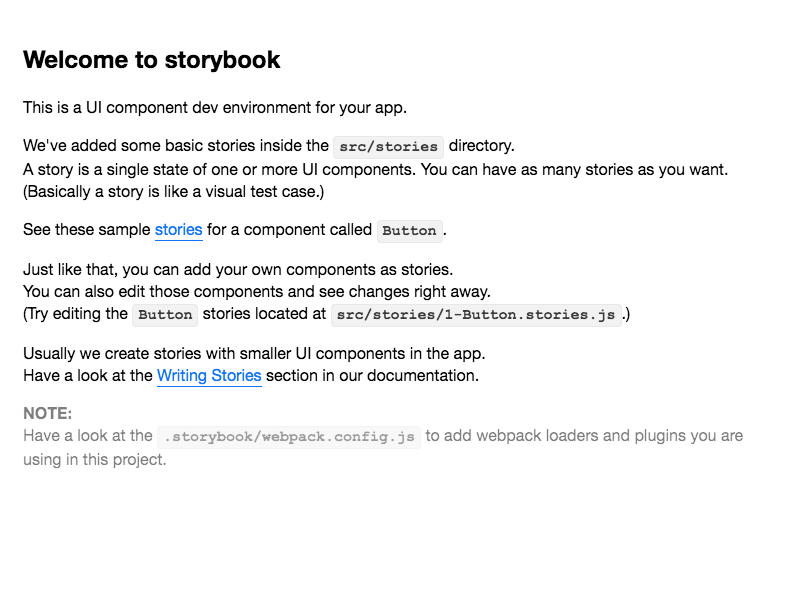 Welcome to storybook
This is a UI component dev environment for your app.
We've added some basic stories inside the src/stories directory.
A story is a single state of one or more UI components. You can have as many stories as you want.
(Basically a story is like a visual test case.)
See these sample stories for a component called Button.
Just like that, you can add your own components as stories.
You can also edit those components and see changes right away.
(Try editing the Button stories located at src/stories/1-Button.stories.js.)
Usually we create stories with smaller UI components in the app.
Have a look at the Writing Stories section in our documentation.
NOTE:
Have a look at the .storybook/webpack.config.js to add webpack loaders and plugins you are
using in this project.